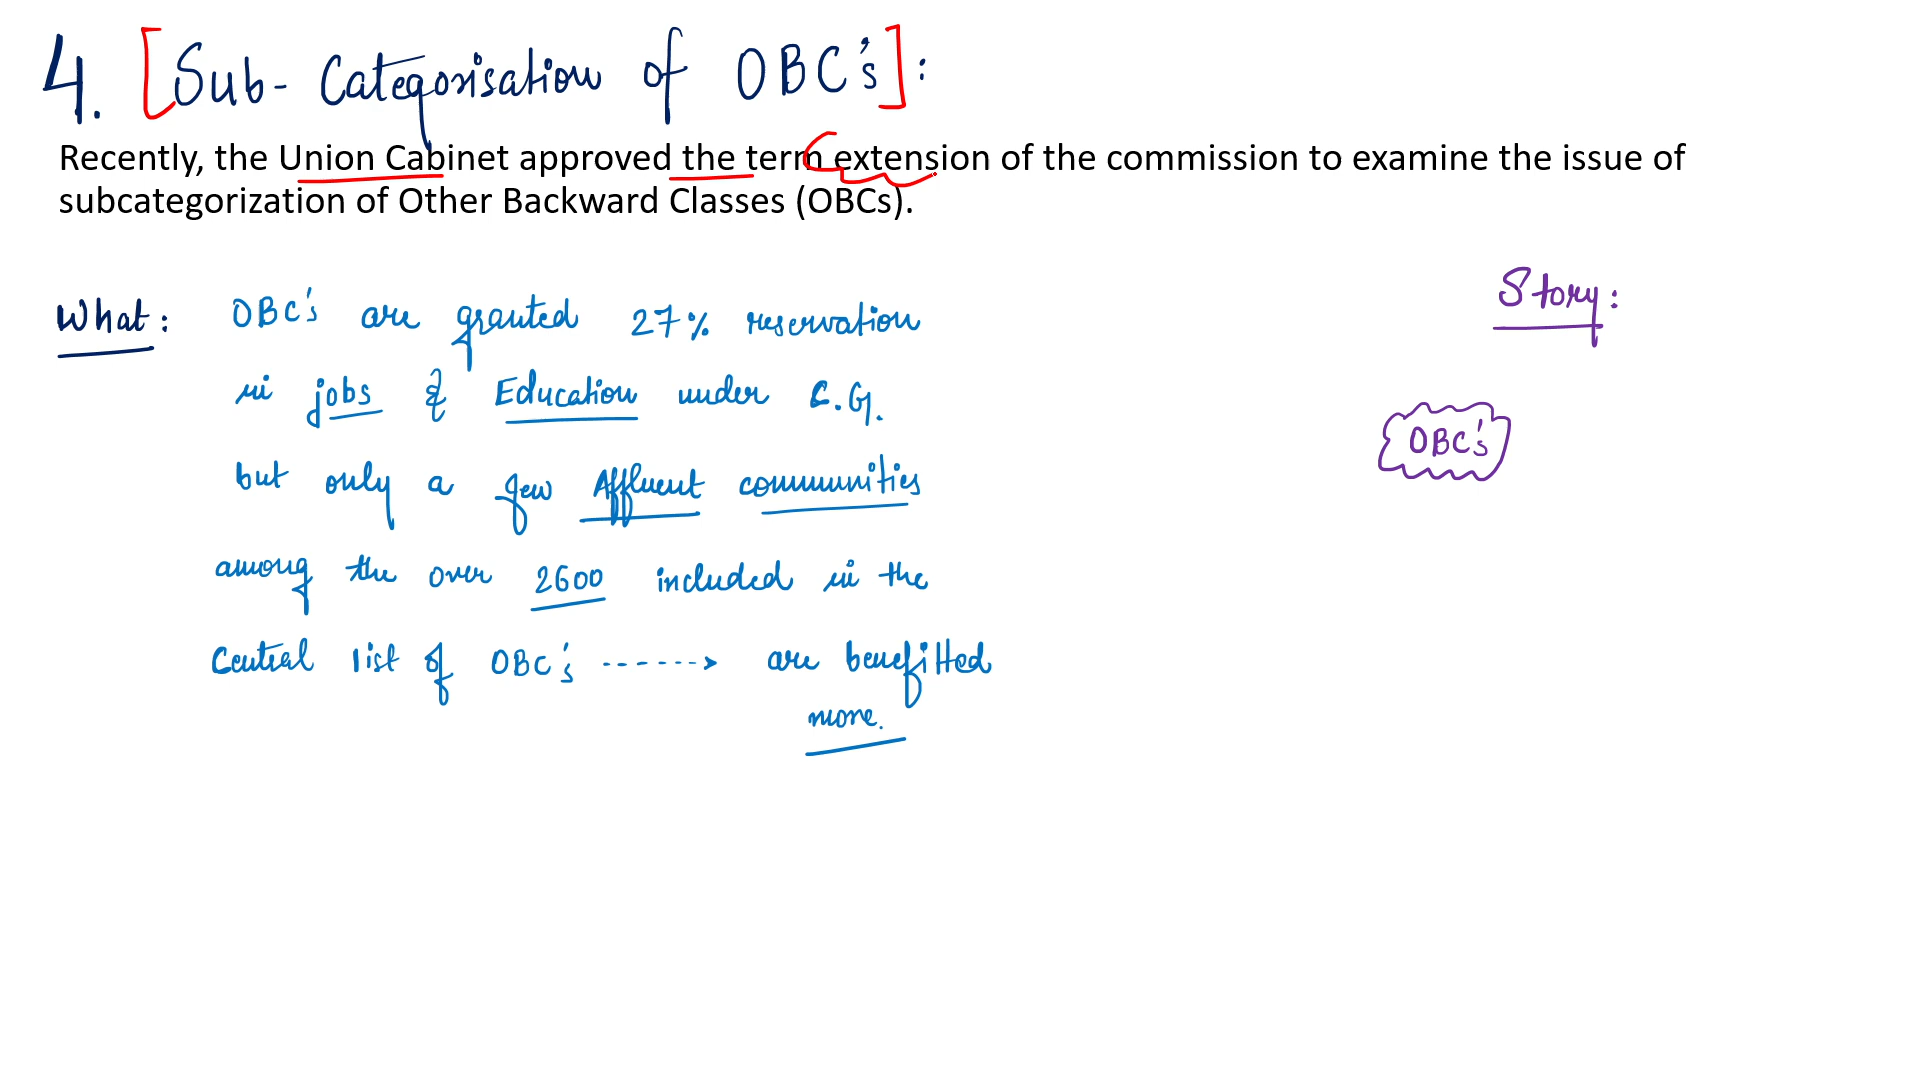 4. [Sub-Categorisation of OBC's]:
Recently, the Union Cabinet approved the term extension of the commission to examine the issue of
subcategorization of Other Backward Classes (OBCs).
Story:
What: OBC's are granted 27% reservation
in jobs & Education under C.G.
OBC's
but only a few Affluent communities
among the over 2600 included in the
Central list of OBC's -------> are benefitted
more.